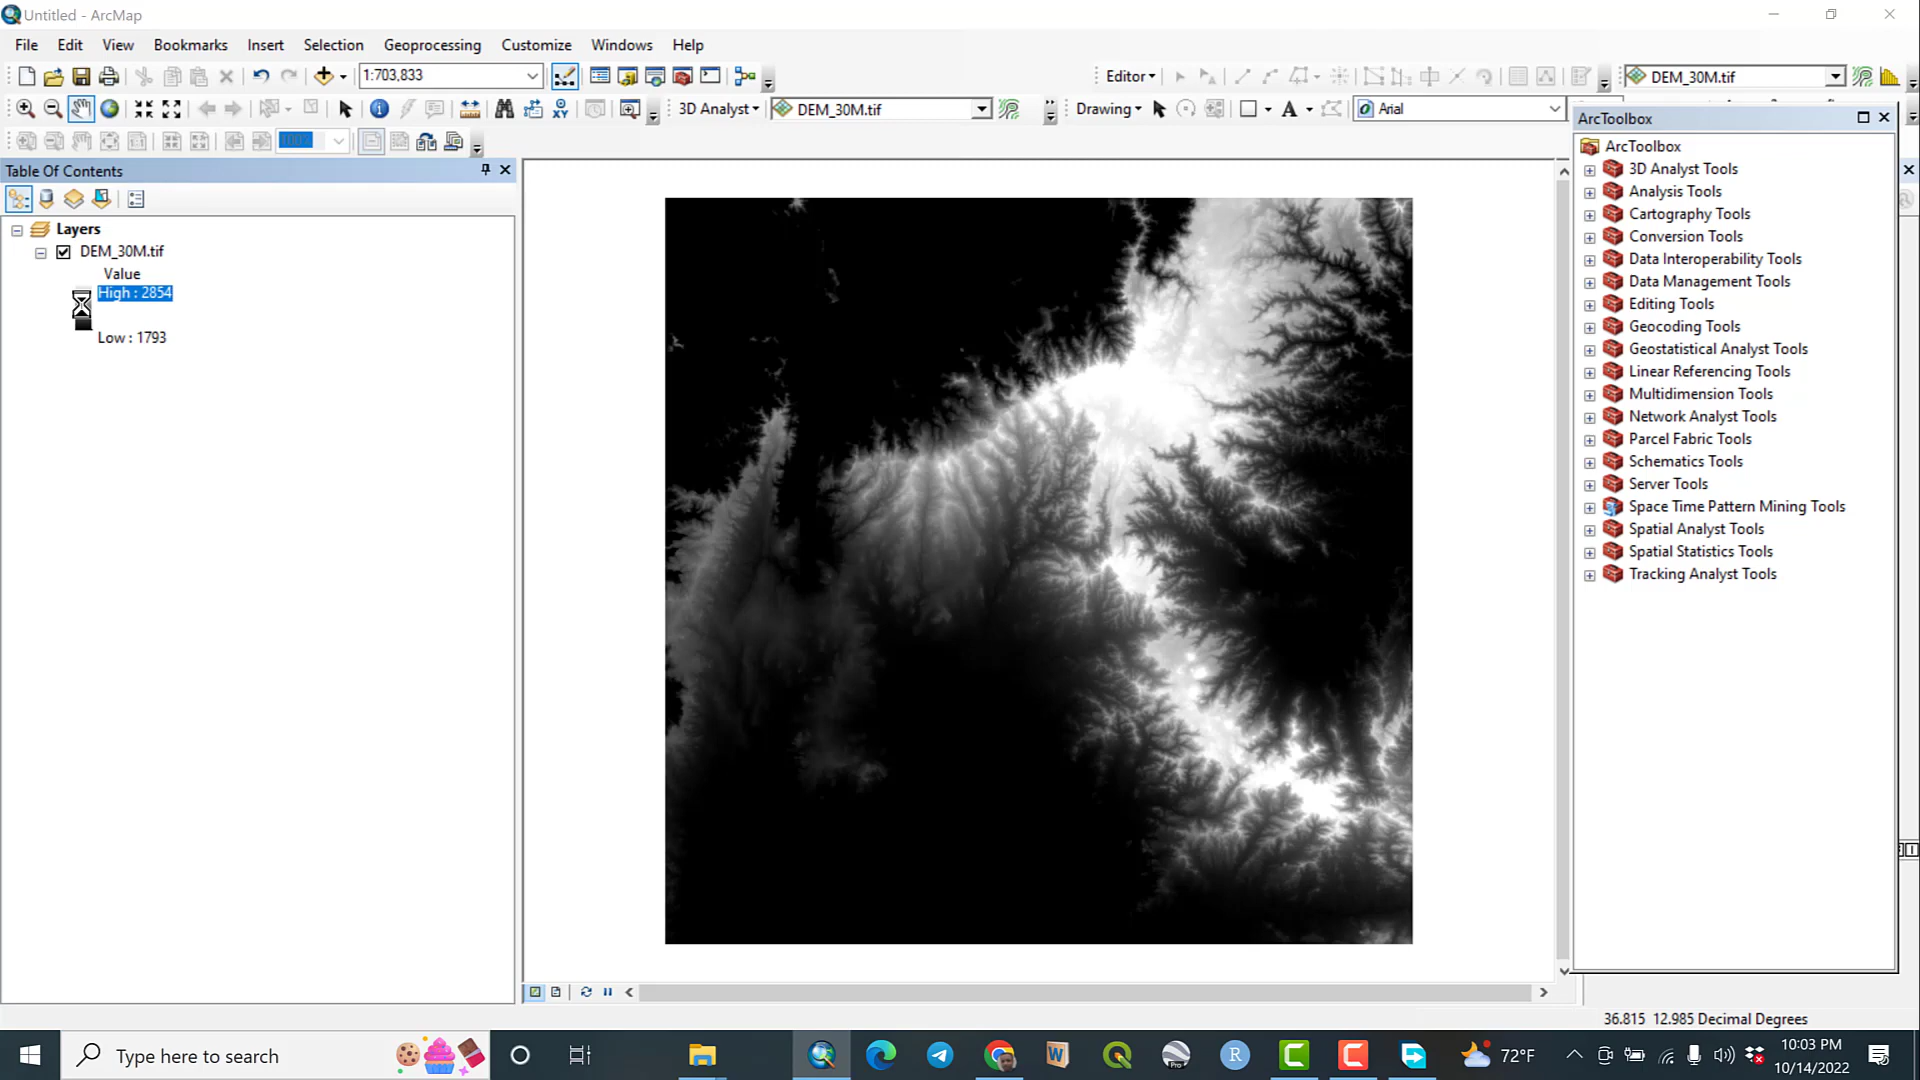 Untitled - ArcMap
File Edit View Bookmarks Insert Selection Geoprocessing Customize Windows Help
1:703,833
Editor
DEM_30M.tif
3D Analyst
DEM_30M.tif
Drawing
A
Arial
100%
Table Of Contents
Layers
DEM_30M.tif
Value
High : 2854
Low : 1793
ArcToolbox
ArcToolbox
3D Analyst Tools
Analysis Tools
Cartography Tools
Conversion Tools
Data Interoperability Tools
Data Management Tools
Editing Tools
Geocoding Tools
Geostatistical Analyst Tools
Linear Referencing Tools
Multidimension Tools
Network Analyst Tools
Parcel Fabric Tools
Schematics Tools
Server Tools
Space Time Pattern Mining Tools
Spatial Analyst Tools
Spatial Statistics Tools
Tracking Analyst Tools
36.815 12.985 Decimal Degrees
Type here to search
72°F
10:03 PM
10/14/2022